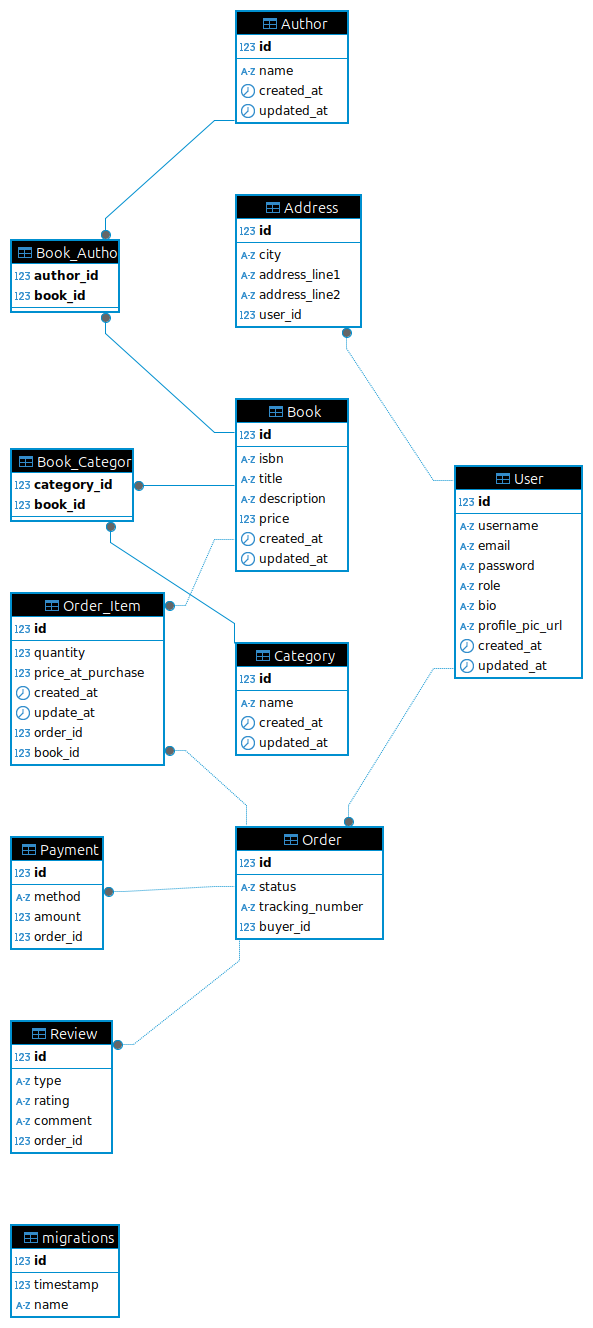 Author
123 id
A-Z name
created_at
updated_at
Address
123 id
A-Z city
A-Z address_line1
A-Z address_line2
123 user_id
Book_Autho
123 author_id
123 book_id
Book
123 id
A-Z isbn
A-Z title
A-Z description
123 price
created_at
updated_at
Book_Categor
123 category_id
123 book_id
User
123 id
A-Z username
A-Z email
A-Z password
A-Z role
A-Z bio
A-Z profile_pic_url
created_at
updated_at
Order_Item
123 id
123 quantity
123 price_at_purchase
created_at
update_at
123 order_id
123 book_id
Category
123 id
A-Z name
created_at
updated_at
Payment
123 id
A-Z method
123 amount
123 order_id
Order
123 id
A-Z status
A-Z tracking_number
123 buyer_id
Review
123 id
A-Z type
A-Z rating
A-Z comment
123 order_id
migrations
123 id
123 timestamp
A-Z name